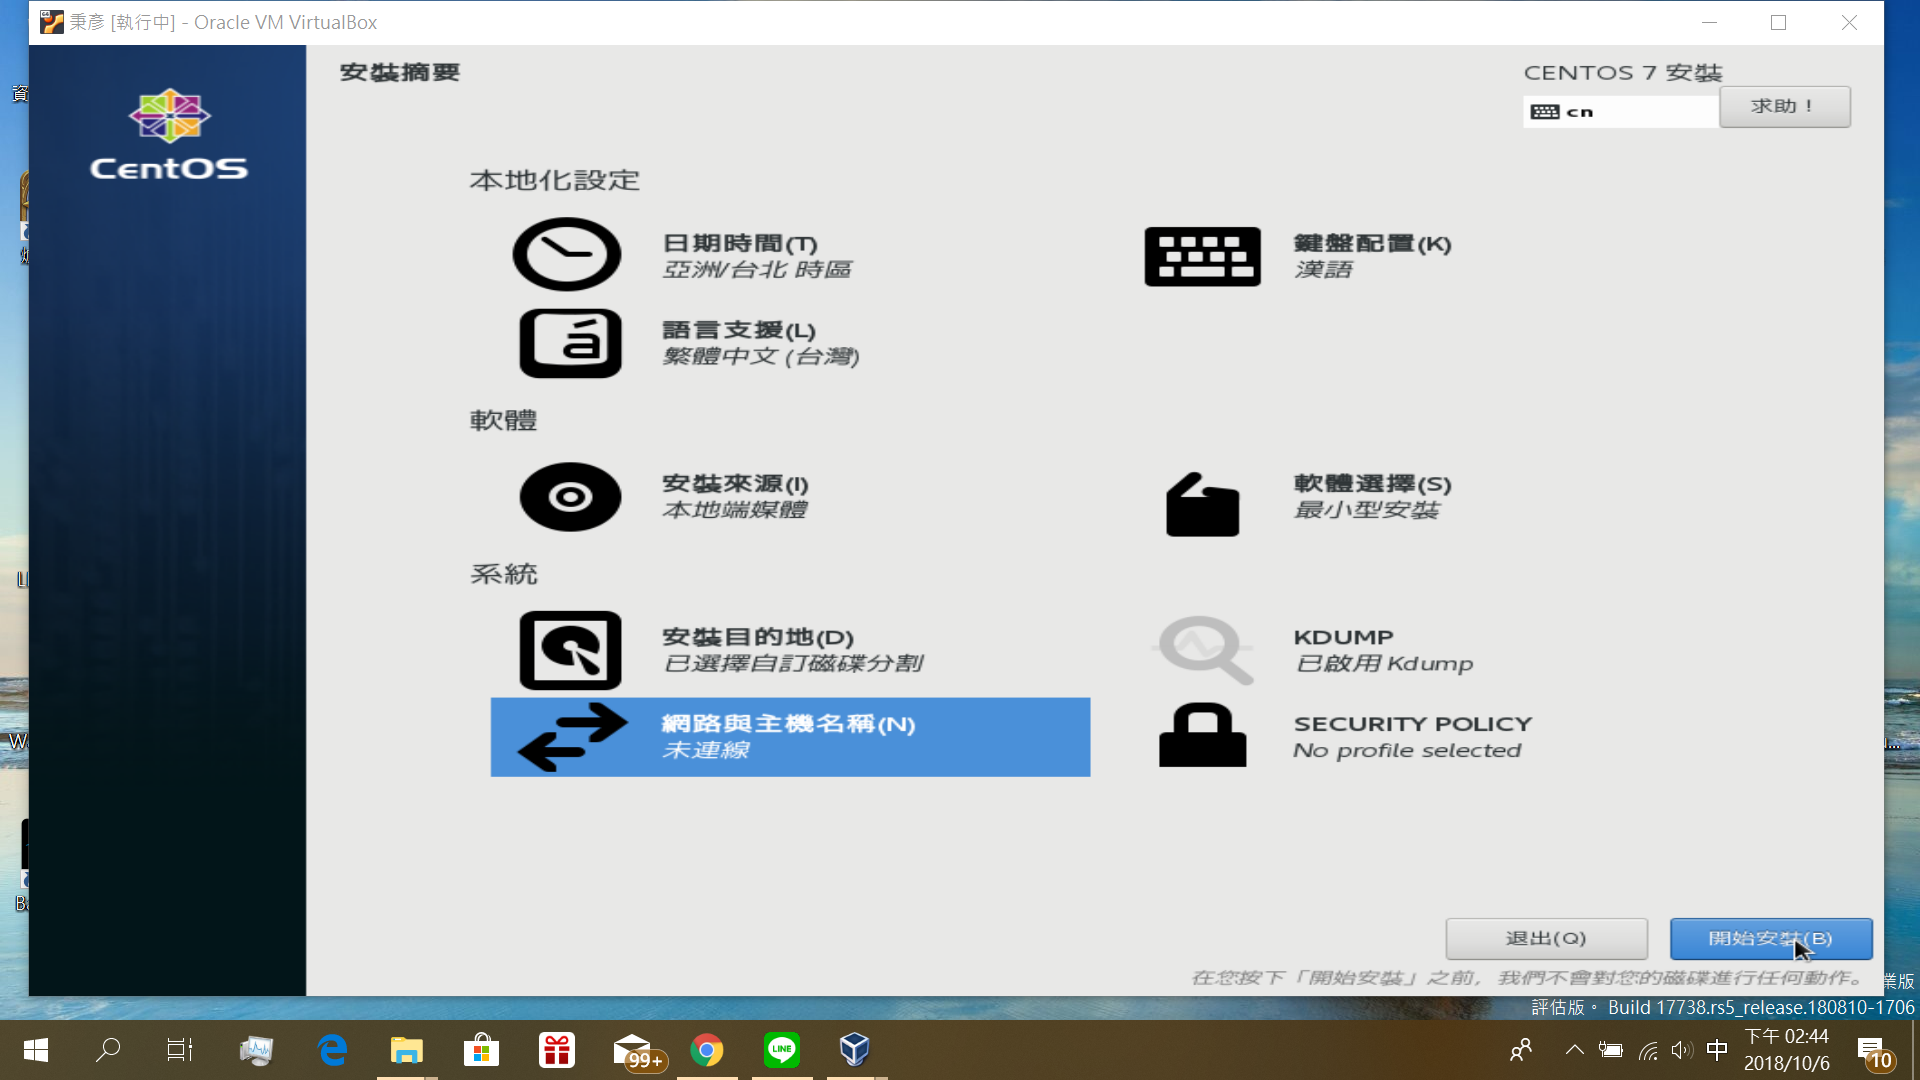 秉彥 [執行中] - Oracle VM VirtualBox
安裝摘要
CENTOS 7 安裝
cn
求助！
CentOS
本地化設定
日期時間(T)
亞洲/台北 時區
鍵盤配置(K)
漢語
語言支援(L)
繁體中文 (台灣)
軟體
安裝來源(I)
本地端媒體
軟體選擇(S)
最小型安裝
系統
安裝目的地(D)
已選擇自訂磁碟分割
KDUMP
已啟用 Kdump
網路與主機名稱(N)
未連線
SECURITY POLICY
No profile selected
退出(Q)
開始安裝(B)
在您按下「開始安裝」之前，我們不會對您的磁碟進行任何動作。
業版
評估版。 Build 17738.rs5_release.180810-1706
資
99+
LINE
中
下午 02:44
2018/10/6
10